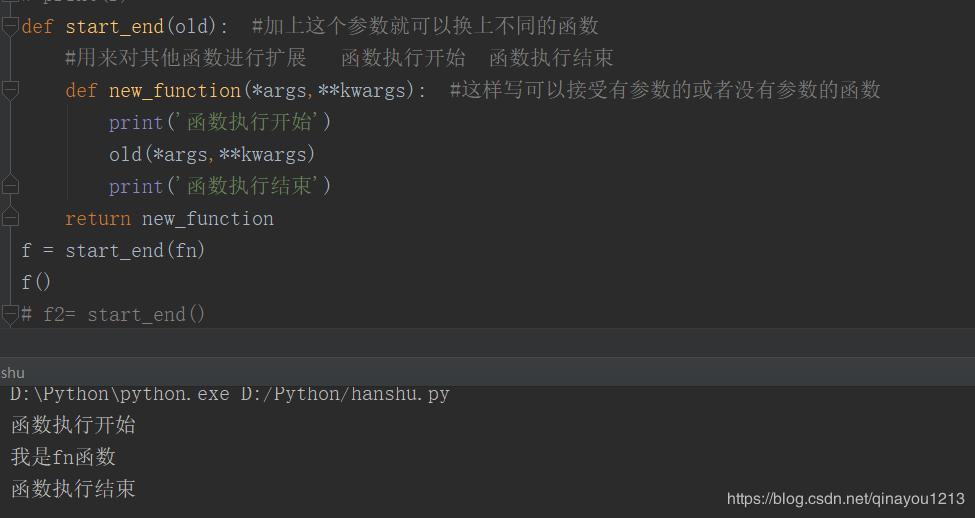 def start_end(old):  #加上这个参数就可以换上不同的函数
    #用来对其他函数进行扩展   函数执行开始  函数执行结束
    def new_function(*args,**kwargs):  #这样写可以接受有参数的或者没有参数的函数
        print('函数执行开始')
        old(*args,**kwargs)
        print('函数执行结束')
    return new_function
f = start_end(fn)
f()
# f2= start_end()
shu
D:\Python\python.exe D:/Python/hanshu.py
函数执行开始
我是fn函数
函数执行结束
https://blog.csdn.net/qinayou1213